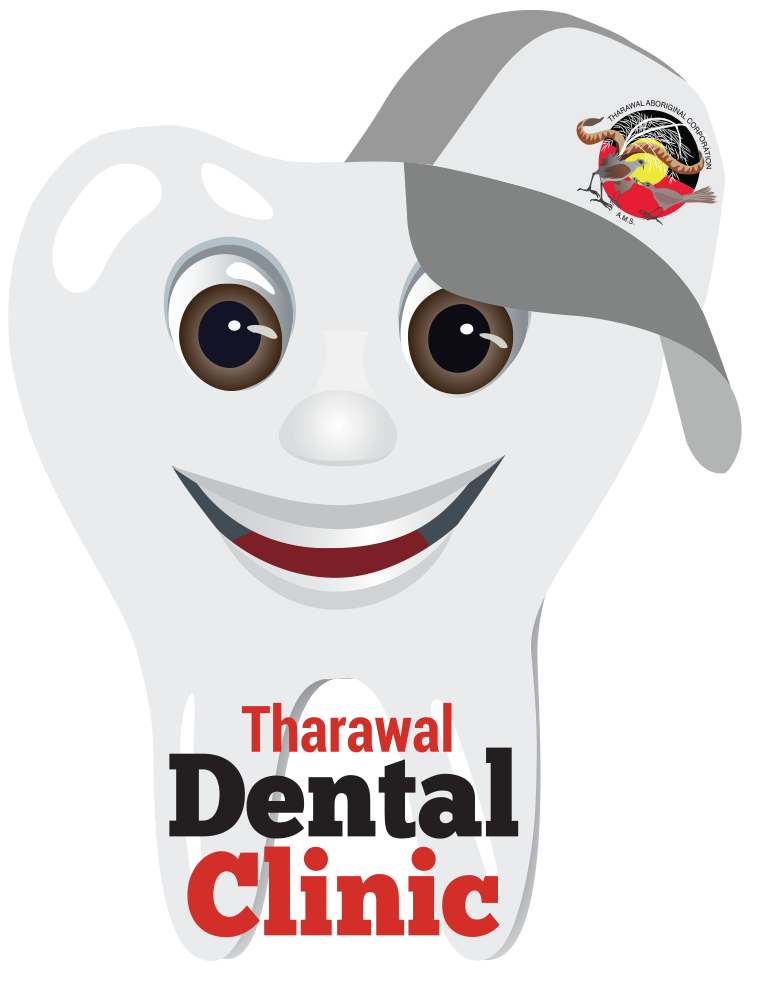 THARAWAL ABORIGINAL CORPORATION
A.M.S.
Tharawal
Dental
Clinic